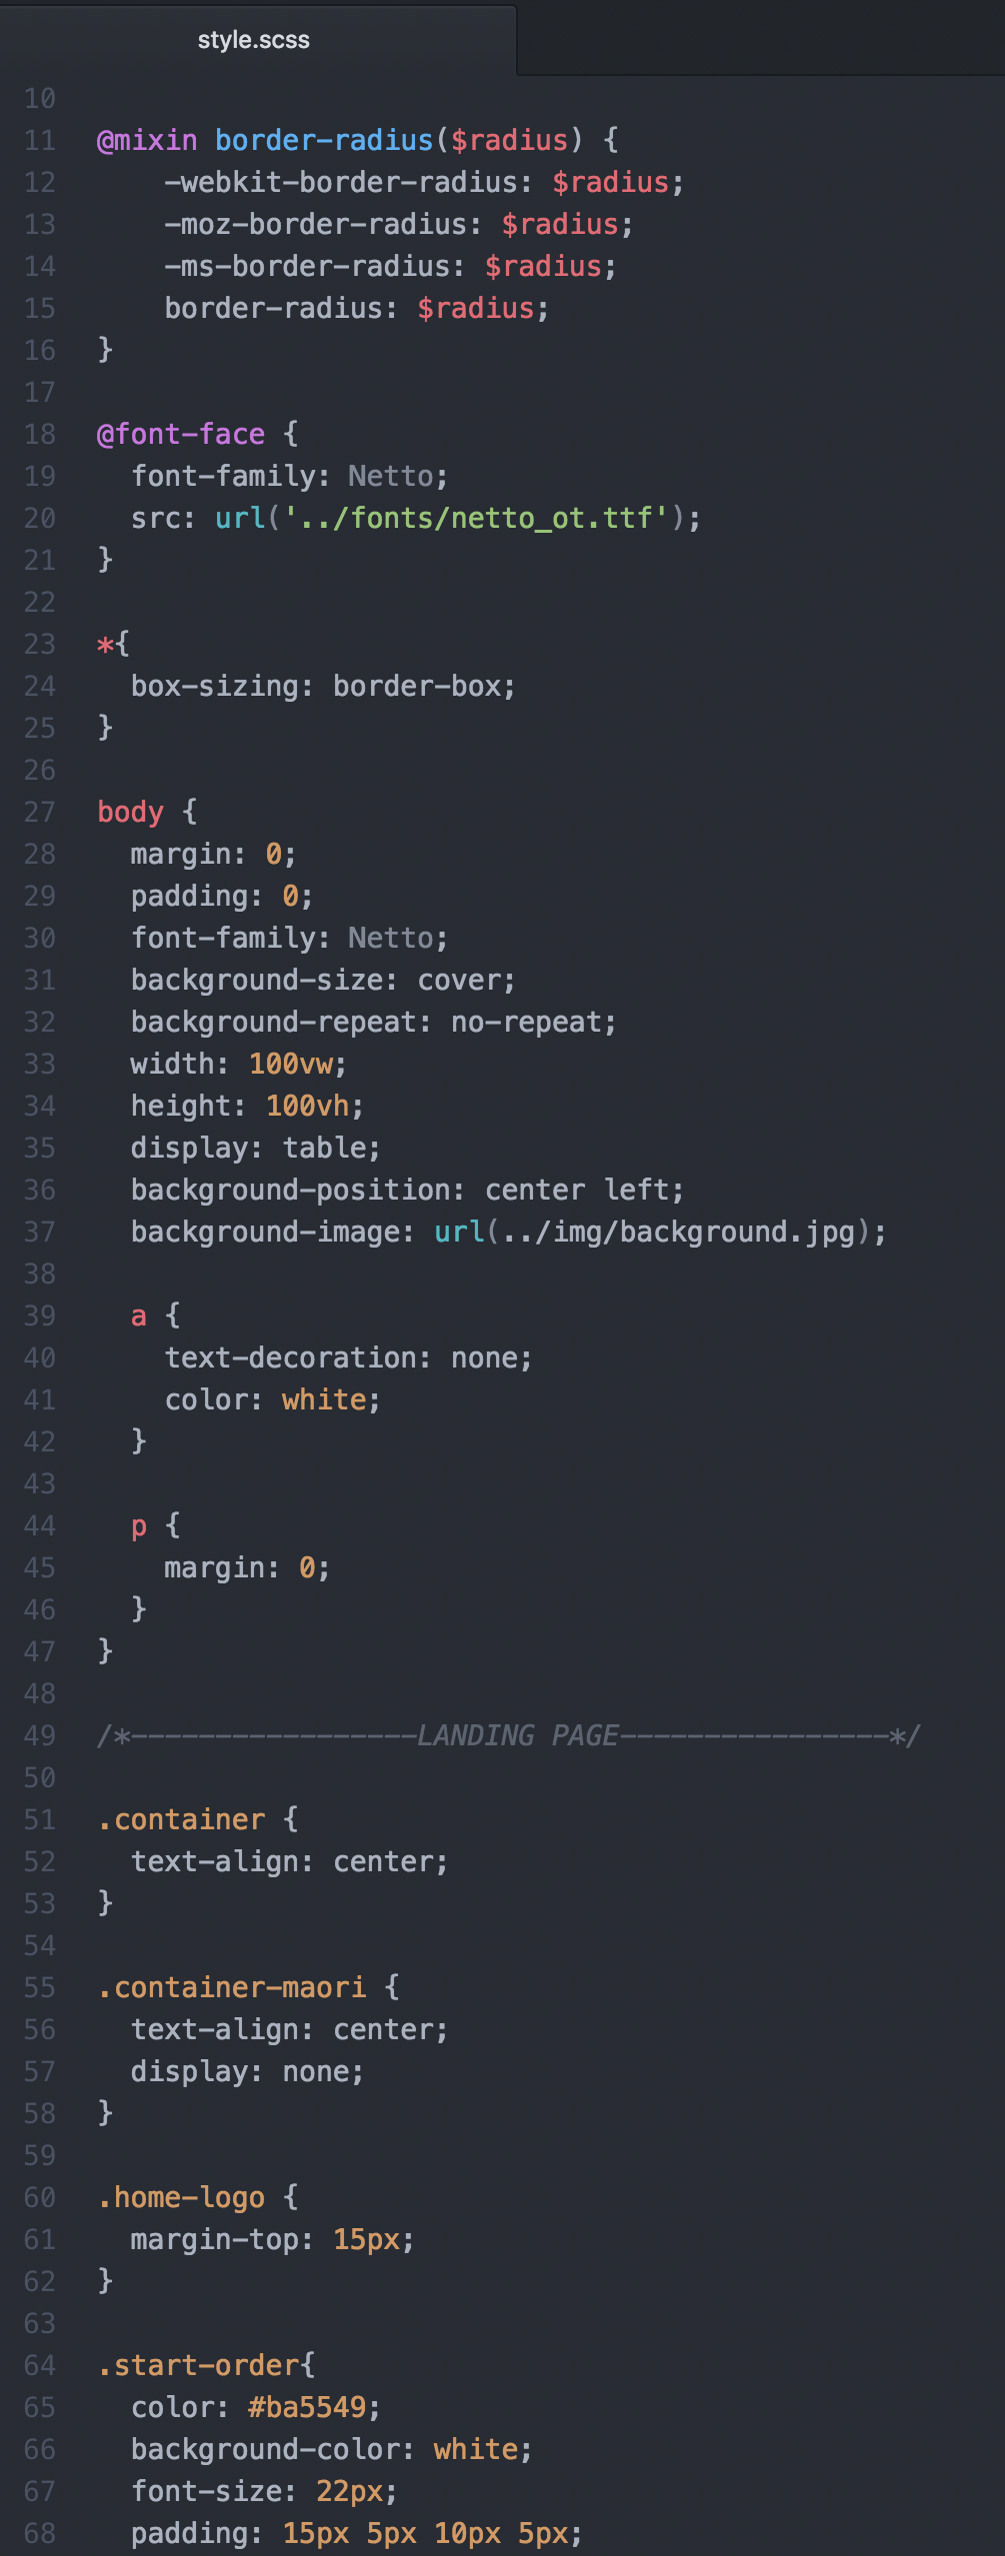 style.scss
10
11 @mixin border-radius($radius) {
12     -webkit-border-radius: $radius;
13     -moz-border-radius: $radius;
14     -ms-border-radius: $radius;
15     border-radius: $radius;
16 }
17
18 @font-face {
19   font-family: Netto;
20   src: url('../fonts/netto_ot.ttf');
21 }
22
23 *{
24   box-sizing: border-box;
25 }
26
27 body {
28   margin: 0;
29   padding: 0;
30   font-family: Netto;
31   background-size: cover;
32   background-repeat: no-repeat;
33   width: 100vw;
34   height: 100vh;
35   display: table;
36   background-position: center left;
37   background-image: url(../img/background.jpg);
38
39   a {
40     text-decoration: none;
41     color: white;
42   }
43
44   p {
45     margin: 0;
46   }
47 }
48
49 /*-----------------LANDING PAGE----------------*/
50
51 .container {
52   text-align: center;
53 }
54
55 .container-maori {
56   text-align: center;
57   display: none;
58 }
59
60 .home-logo {
61   margin-top: 15px;
62 }
63
64 .start-order{
65   color: #ba5549;
66   background-color: white;
67   font-size: 22px;
68   padding: 15px 5px 10px 5px;